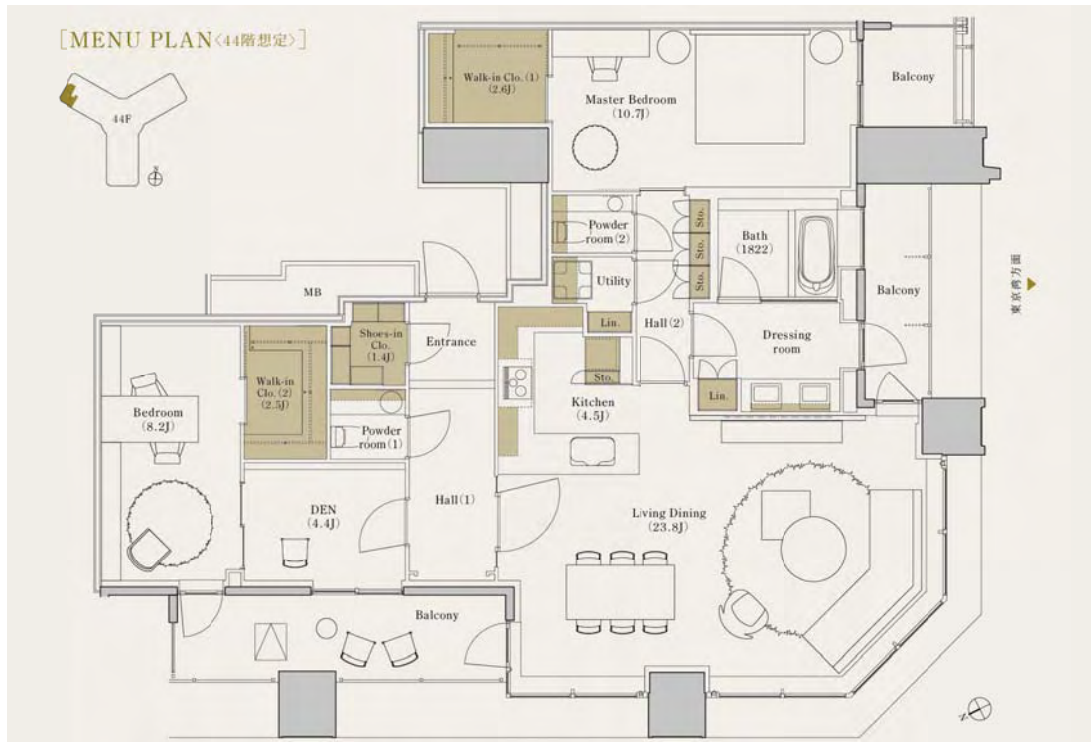 [MENU PLAN〈44階想定〉]
44F
N
Walk-in Clo.(1)
(2.6J)
Master Bedroom
(10.7J)
Balcony
Powder
room(2)
Sto.
Sto.
Sto.
Bath
(1822)
Utility
Lin.
Hall(2)
Balcony
東京湾方面
MB
Shoes-in
Clo.
(1.4J)
Entrance
Dressing
room
Lin.
Sto.
Kitchen
(4.5J)
Bedroom
(8.2J)
Walk-in
Clo.(2)
(2.5J)
Powder
room(1)
Hall(1)
DEN
(4.4J)
Living Dining
(23.8J)
Balcony
N